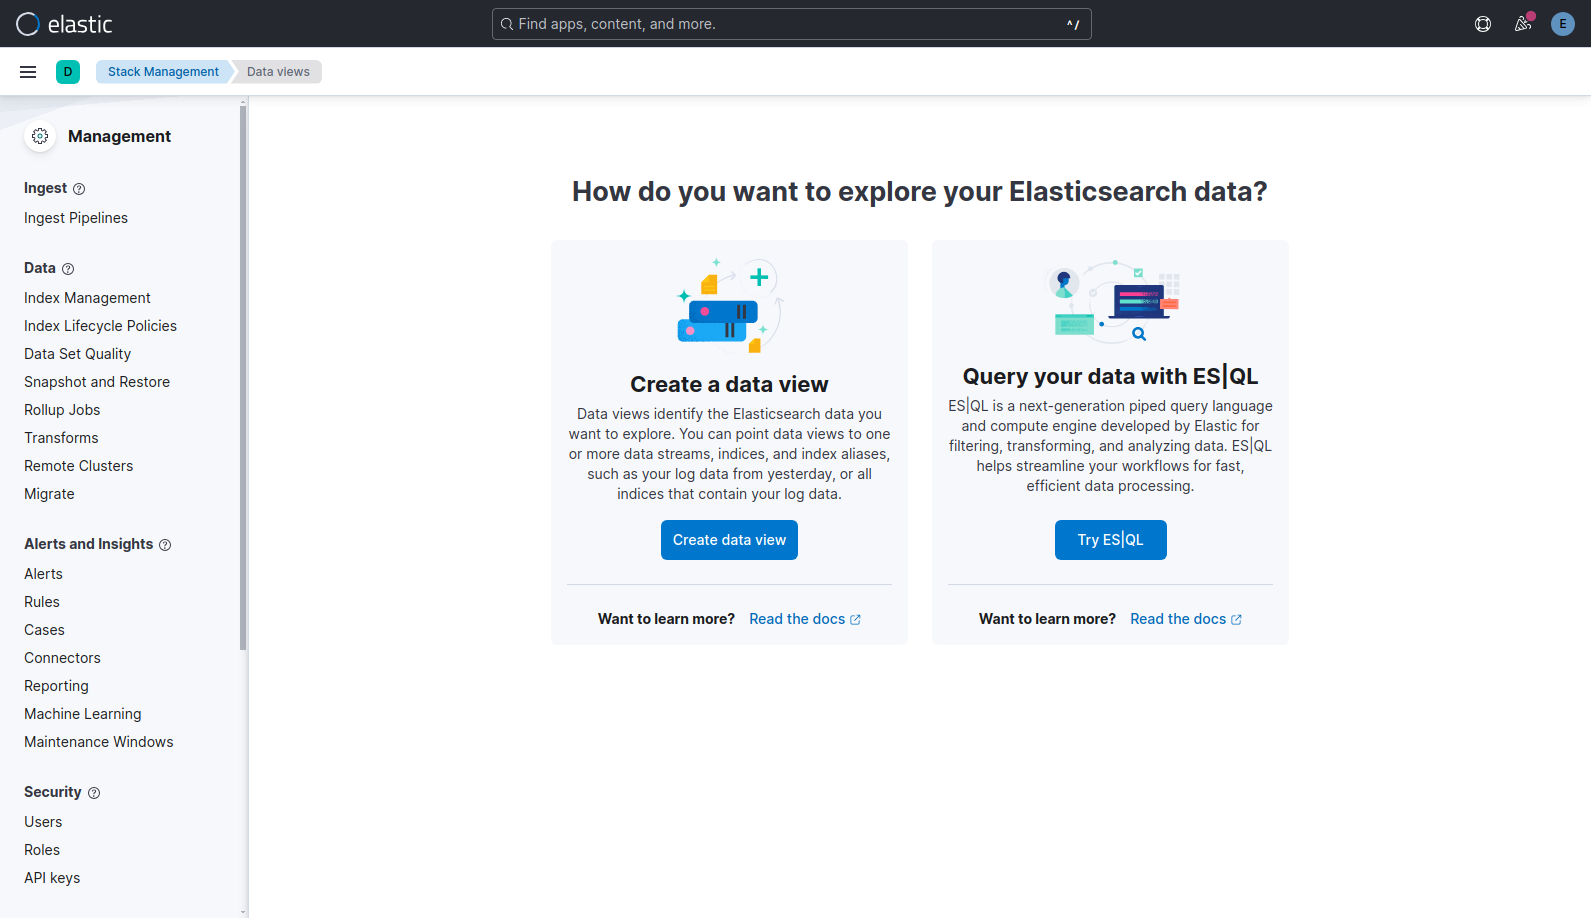 elastic
Find apps, content, and more.
^/
E
D
Stack Management
Data views
Management
Ingest
Ingest Pipelines
Data
Index Management
Index Lifecycle Policies
Data Set Quality
Snapshot and Restore
Rollup Jobs
Transforms
Remote Clusters
Migrate
Alerts and Insights
Alerts
Rules
Cases
Connectors
Reporting
Machine Learning
Maintenance Windows
Security
Users
Roles
API keys
How do you want to explore your Elasticsearch data?
Create a data view
Data views identify the Elasticsearch data you
want to explore. You can point data views to one
or more data streams, indices, and index aliases,
such as your log data from yesterday, or all
indices that contain your log data.
Create data view
Want to learn more? Read the docs
Query your data with ES|QL
ES|QL is a next-generation piped query language
and compute engine developed by Elastic for
filtering, transforming, and analyzing data. ES|QL
helps streamline your workflows for fast,
efficient data processing.
Try ES|QL
Want to learn more? Read the docs